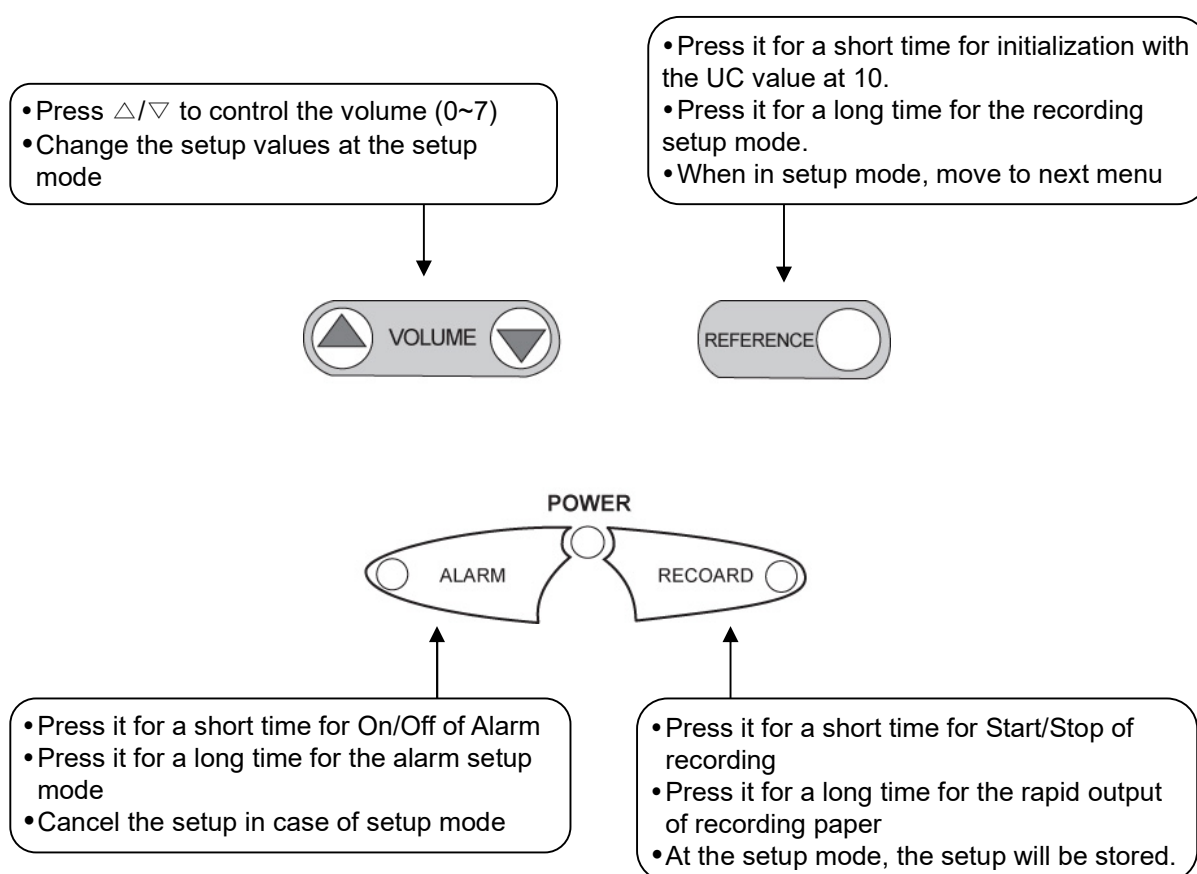 •Press △/▽ to control the volume (0~7)
•Change the setup values at the setup
mode
•Press it for a short time for initialization with
the UC value at 10.
•Press it for a long time for the recording
setup mode.
•When in setup mode, move to next menu
VOLUME
REFERENCE
POWER
ALARM
RECOARD
•Press it for a short time for On/Off of Alarm
•Press it for a long time for the alarm setup
mode
•Cancel the setup in case of setup mode
•Press it for a short time for Start/Stop of
recording
•Press it for a long time for the rapid output
of recording paper
•At the setup mode, the setup will be stored.